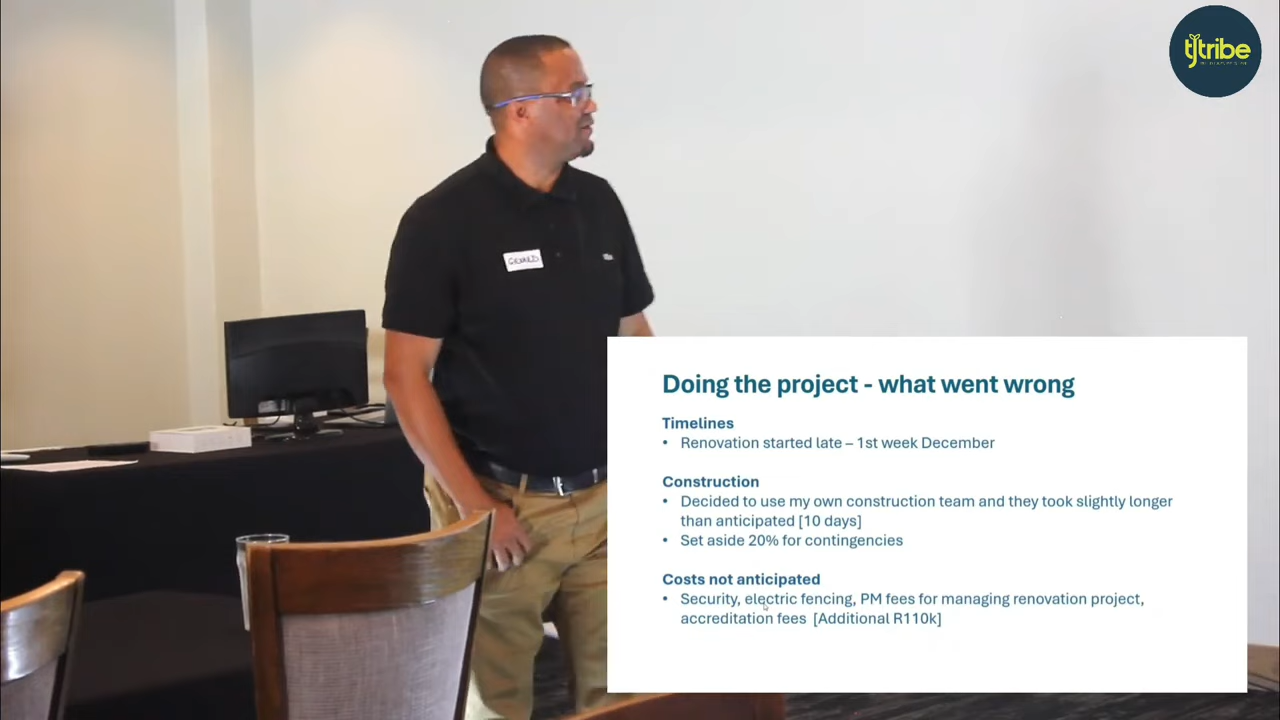 tjtribe
GERARD
Doing the project - what went wrong
Timelines
• Renovation started late – 1st week December
Construction
• Decided to use my own construction team and they took slightly longer
than anticipated [10 days]
• Set aside 20% for contingencies
Costs not anticipated
• Security, electric fencing, PM fees for managing renovation project,
accreditation fees [Additional R110k]